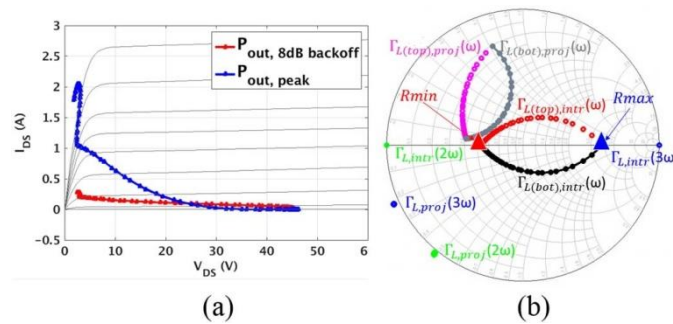 3
2.5
2
1.5
1
0.5
0
-0.5
I_DS (A)
0 10 20 30 40 50 6
V_DS (V)
P_out, 8dB backoff
P_out, peak
(a)
Γ_L(top),proj(ω)
Γ_L(bot),proj(ω)
Rmin
Γ_L(top),intr(ω)
Rmax
Γ_L,intr(2ω)
Γ_L,intr(3ω)
Γ_L(bot),intr(ω)
Γ_L,proj(3ω)
Γ_L,proj(2ω)
(b)